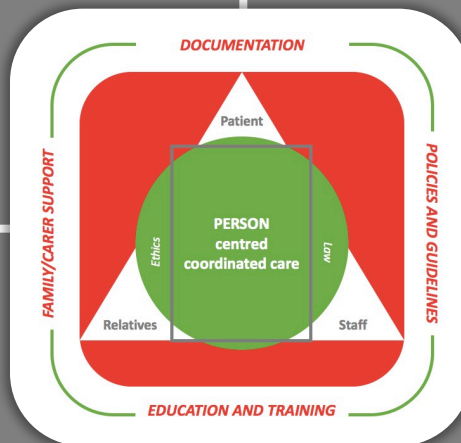 DOCUMENTATION
Patient
FAMILY/CARER SUPPORT
POLICIES AND GUIDELINES
Ethics
PERSON
centred
coordinated care
Law
Relatives
Staff
EDUCATION AND TRAINING